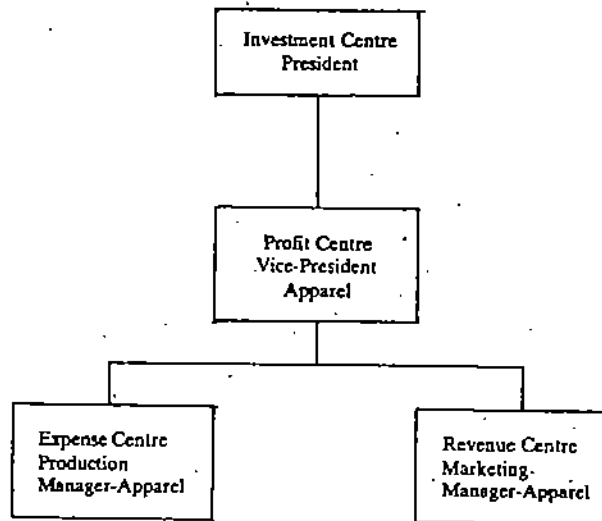 Investment Centre
President
Profit Centre
Vice-President
Apparel
Expense Centre
Production
Manager-Apparel
Revenue Centre
Marketing-
Manager-Apparel